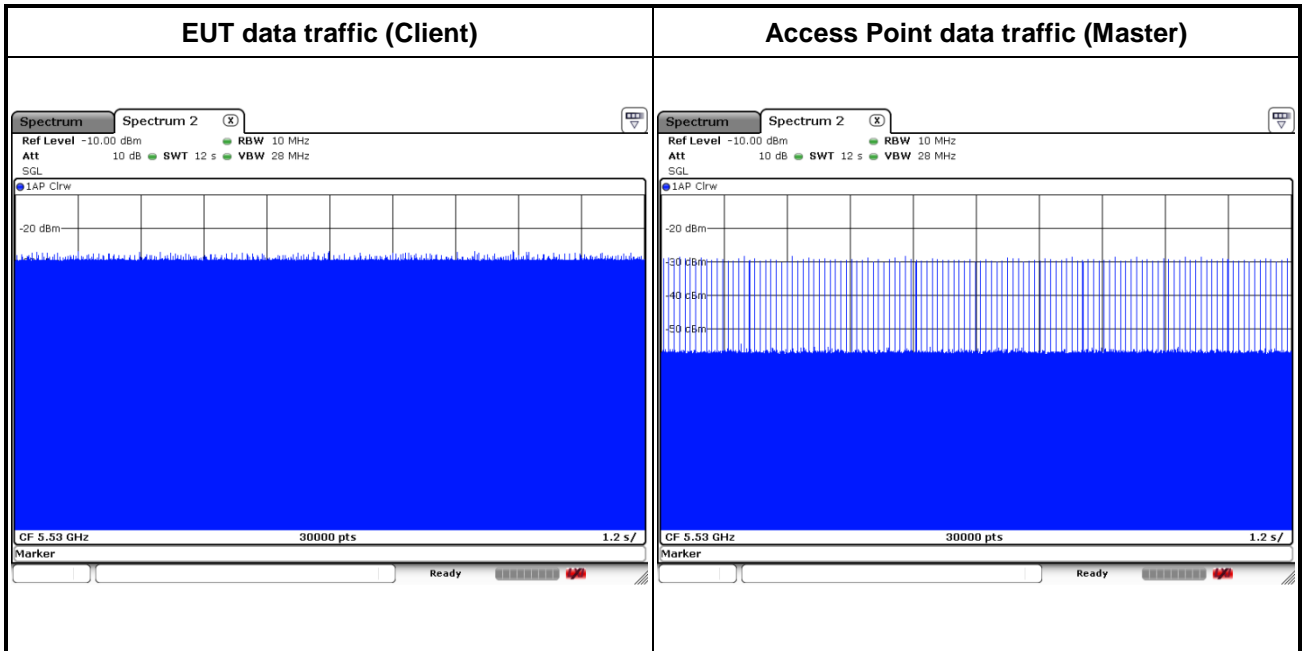 EUT data traffic (Client)
Access Point data traffic (Master)
Spectrum Spectrum 2 X
Ref Level -10.00 dBm RBW 10 MHz
Att 10 dB SWT 12 s VBW 28 MHz
SGL
1AP Clrw
-20 dBm
CF 5.53 GHz 30000 pts 1.2 s/
Marker
Ready
Spectrum Spectrum 2 X
Ref Level -10.00 dBm RBW 10 MHz
Att 10 dB SWT 12 s VBW 28 MHz
SGL
1AP Clrw
-20 dBm
-30 dBm
-40 dBm
-50 dBm
CF 5.53 GHz 30000 pts 1.2 s/
Marker
Ready